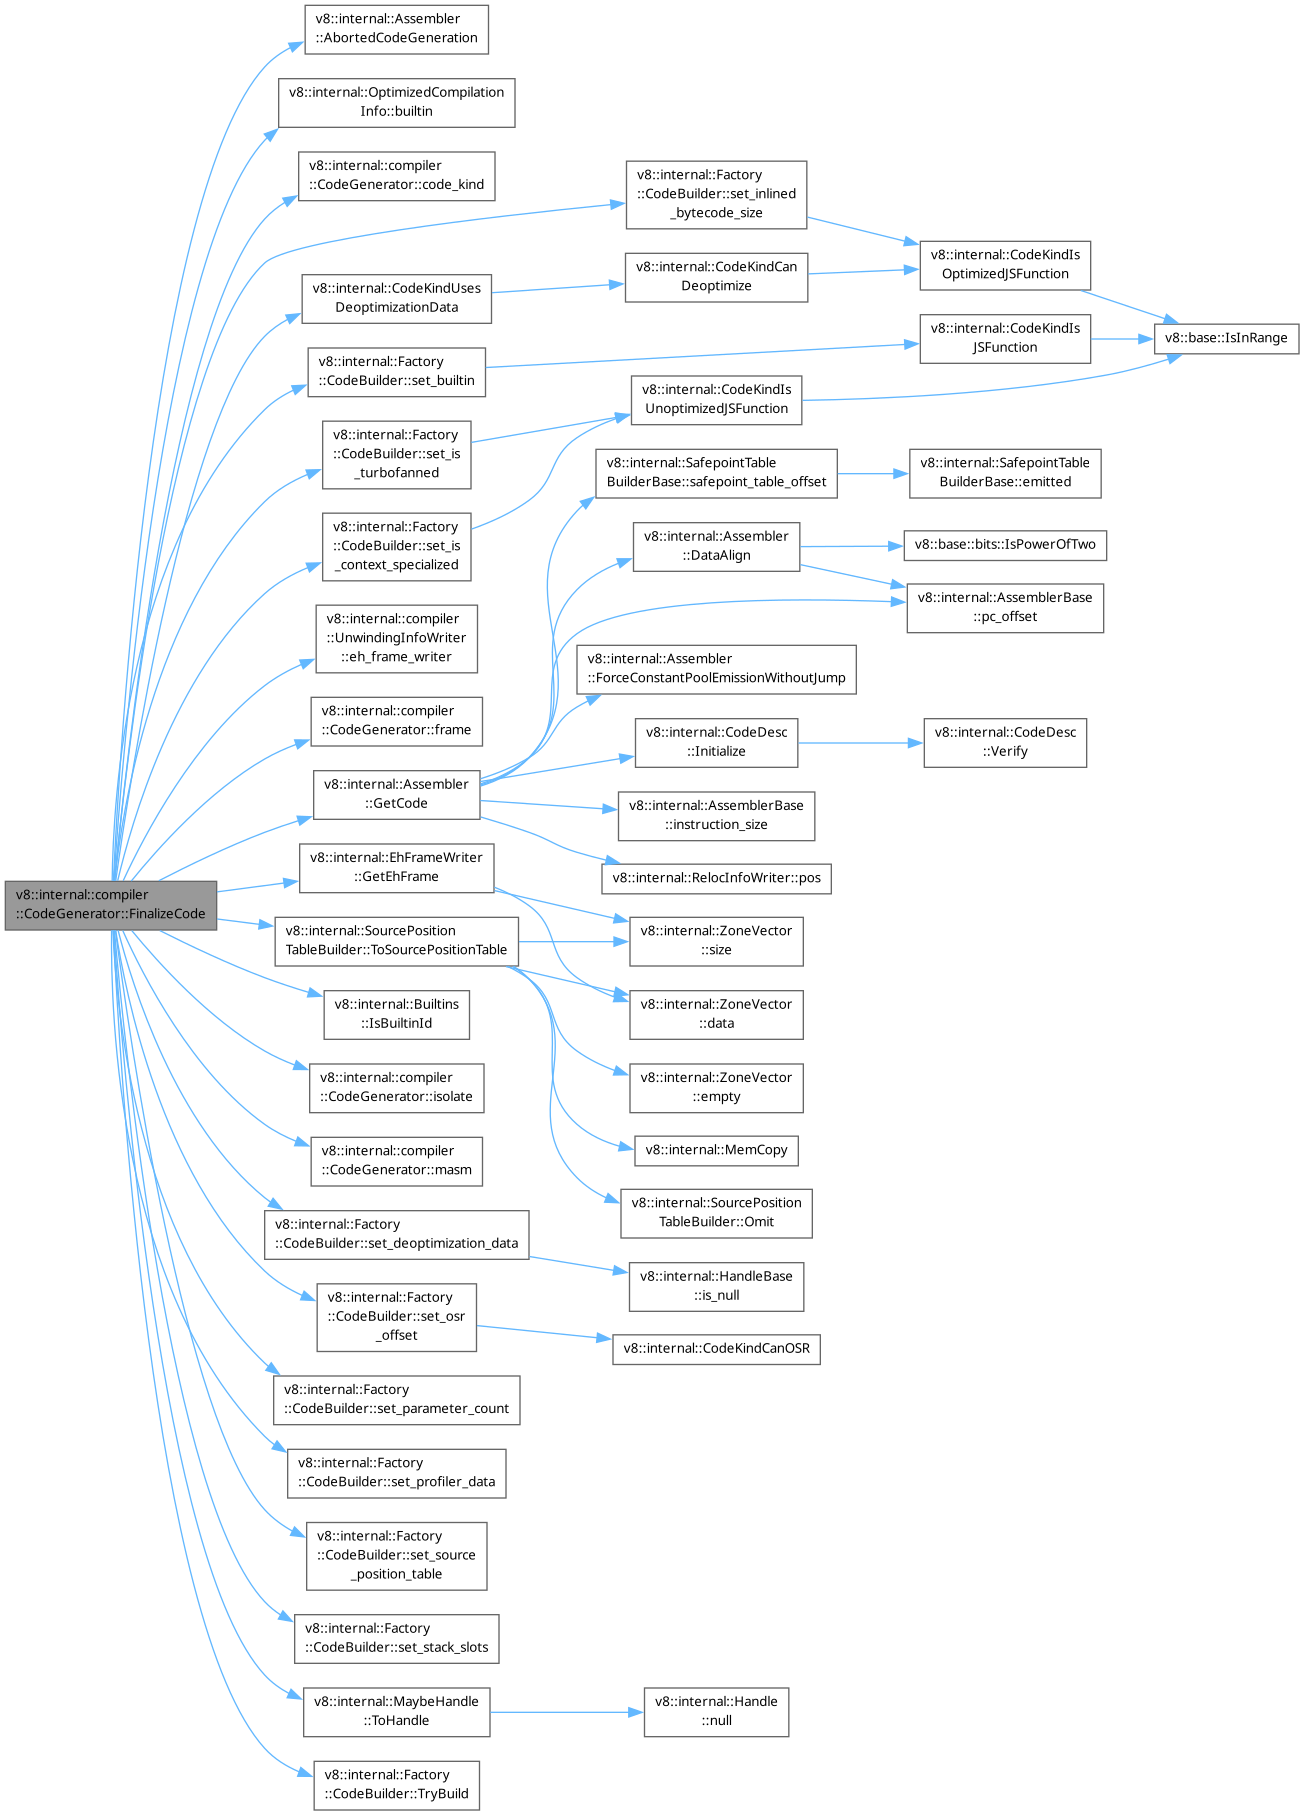 v8::internal::compiler
::CodeGenerator::FinalizeCode
v8::internal::Assembler
::AbortedCodeGeneration
v8::internal::OptimizedCompilation
Info::builtin
v8::internal::compiler
::CodeGenerator::code_kind
v8::internal::CodeKindUses
DeoptimizationData
v8::internal::Factory
::CodeBuilder::set_builtin
v8::internal::Factory
::CodeBuilder::set_is
_turbofanned
v8::internal::Factory
::CodeBuilder::set_is
_context_specialized
v8::internal::compiler
::UnwindingInfoWriter
::eh_frame_writer
v8::internal::compiler
::CodeGenerator::frame
v8::internal::Assembler
::GetCode
v8::internal::EhFrameWriter
::GetEhFrame
v8::internal::SourcePosition
TableBuilder::ToSourcePositionTable
v8::internal::Builtins
::IsBuiltinId
v8::internal::compiler
::CodeGenerator::isolate
v8::internal::compiler
::CodeGenerator::masm
v8::internal::Factory
::CodeBuilder::set_deoptimization_data
v8::internal::Factory
::CodeBuilder::set_osr
_offset
v8::internal::Factory
::CodeBuilder::set_parameter_count
v8::internal::Factory
::CodeBuilder::set_profiler_data
v8::internal::Factory
::CodeBuilder::set_source
_position_table
v8::internal::Factory
::CodeBuilder::set_stack_slots
v8::internal::MaybeHandle
::ToHandle
v8::internal::Factory
::CodeBuilder::TryBuild
v8::internal::Factory
::CodeBuilder::set_inlined
_bytecode_size
v8::internal::CodeKindCan
Deoptimize
v8::internal::CodeKindIs
UnoptimizedJSFunction
v8::internal::SafepointTable
BuilderBase::safepoint_table_offset
v8::internal::Assembler
::DataAlign
v8::internal::Assembler
::ForceConstantPoolEmissionWithoutJump
v8::internal::CodeDesc
::Initialize
v8::internal::AssemblerBase
::instruction_size
v8::internal::RelocInfoWriter::pos
v8::internal::ZoneVector
::size
v8::internal::ZoneVector
::data
v8::internal::ZoneVector
::empty
v8::internal::MemCopy
v8::internal::SourcePosition
TableBuilder::Omit
v8::internal::HandleBase
::is_null
v8::internal::CodeKindCanOSR
v8::internal::Handle
::null
v8::internal::CodeKindIs
OptimizedJSFunction
v8::internal::CodeKindIs
JSFunction
v8::internal::SafepointTable
BuilderBase::emitted
v8::base::bits::IsPowerOfTwo
v8::internal::AssemblerBase
::pc_offset
v8::internal::CodeDesc
::Verify
v8::base::IsInRange